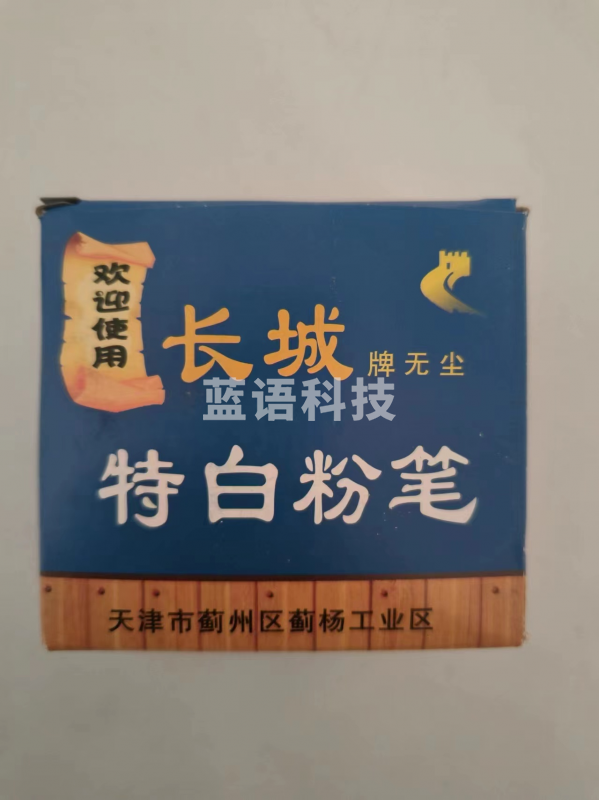 欢迎使用
长城牌无尘
蓝语科技
特白粉笔
天津市蓟州区蓟杨工业区